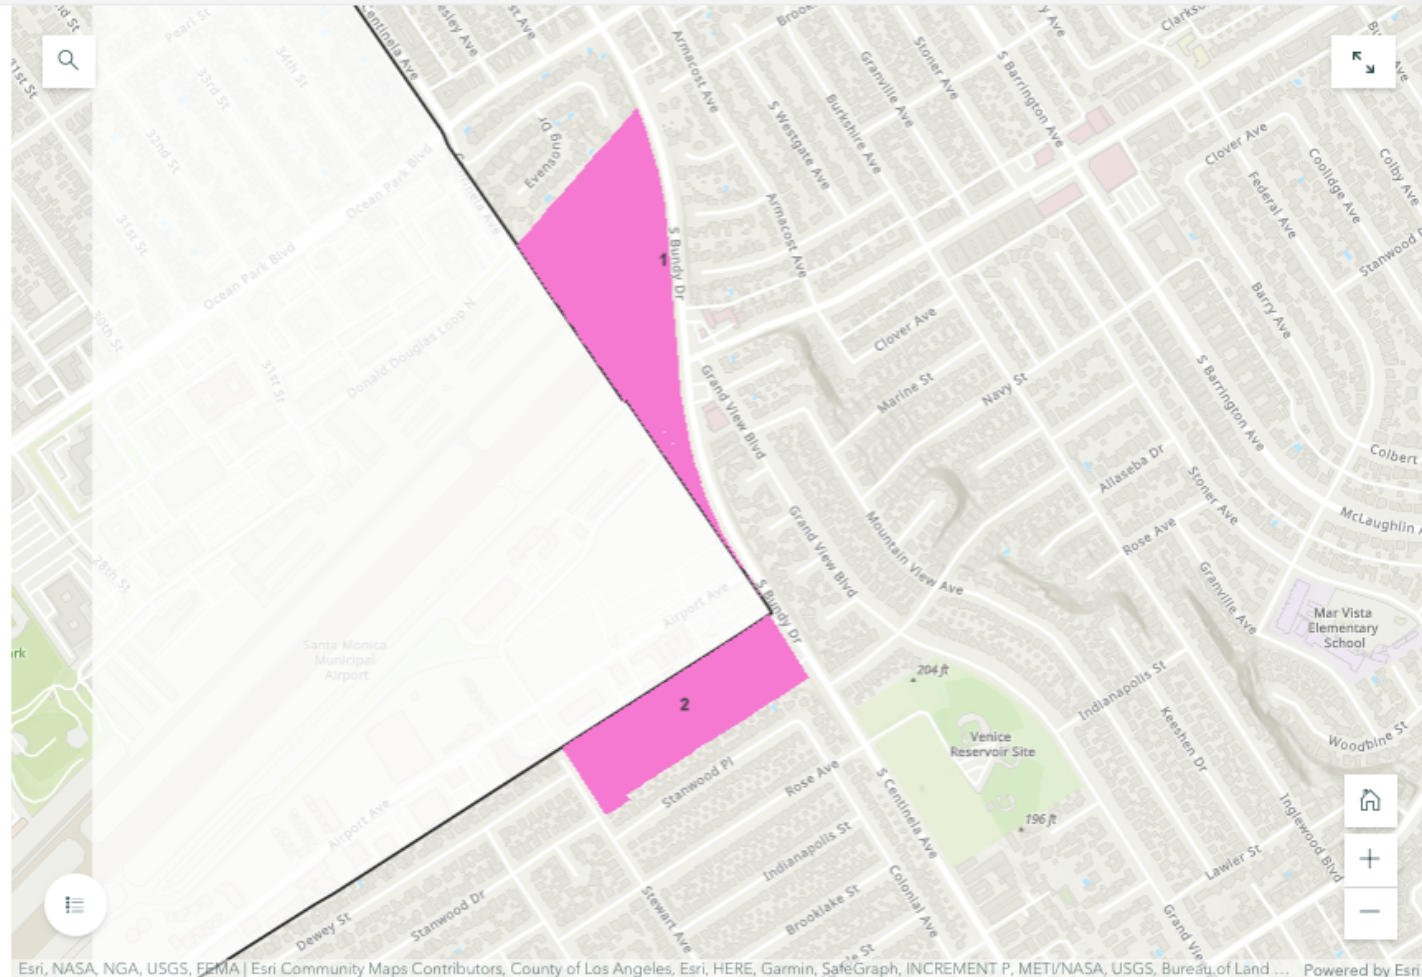 Pearl St
34th St
33rd St
32nd St
31st St
31st St
Centinela Ave
Ocean Park Blvd
Ocean Park Blvd
30th St
31st St
Donald Douglas Loop N
28th St
Evenson Dr
Armacost Ave
Granville Ave
Stoner Ave
S Barrington Ave
S Westgate Ave
Burkshire Ave
Armacost Ave
Clover Ave
Coolidge Ave
Colby Ave
Federal Ave
Barry Ave
S Bundy Dr
1
Clover Ave
Marine St
Navy St
Grand View Blvd
S Barrington Ave
Allaseba Dr
Stoner Ave
Colbert
McLaughlin
Rose Ave
Grand View Blvd
Mountain View Ave
Granville Ave
Airport Ave
S Bundy Dr
Mar Vista
Elementary
School
Santa Monica
Municipal
Airport
2
204 ft
Indianapolis St
Venice
Reservoir Site
Keeshen Dr
Woodbine St
Stanwood Pl
Rose Ave
S Centinela Ave
196 ft
Inglewood Blvd
Airport Ave
Indianapolis St
Lawler St
Dewey St
Stanwood Dr
Stewart Ave
Brooklake St
Colonial Ave
Esri, NASA, NGA, USGS, FEMA | Esri Community Maps Contributors, County of Los Angeles, Esri, HERE, Garmin, SafeGraph, INCREMENT P, METI/NASA, USGS, Bureau of Land ... Powered by Esri